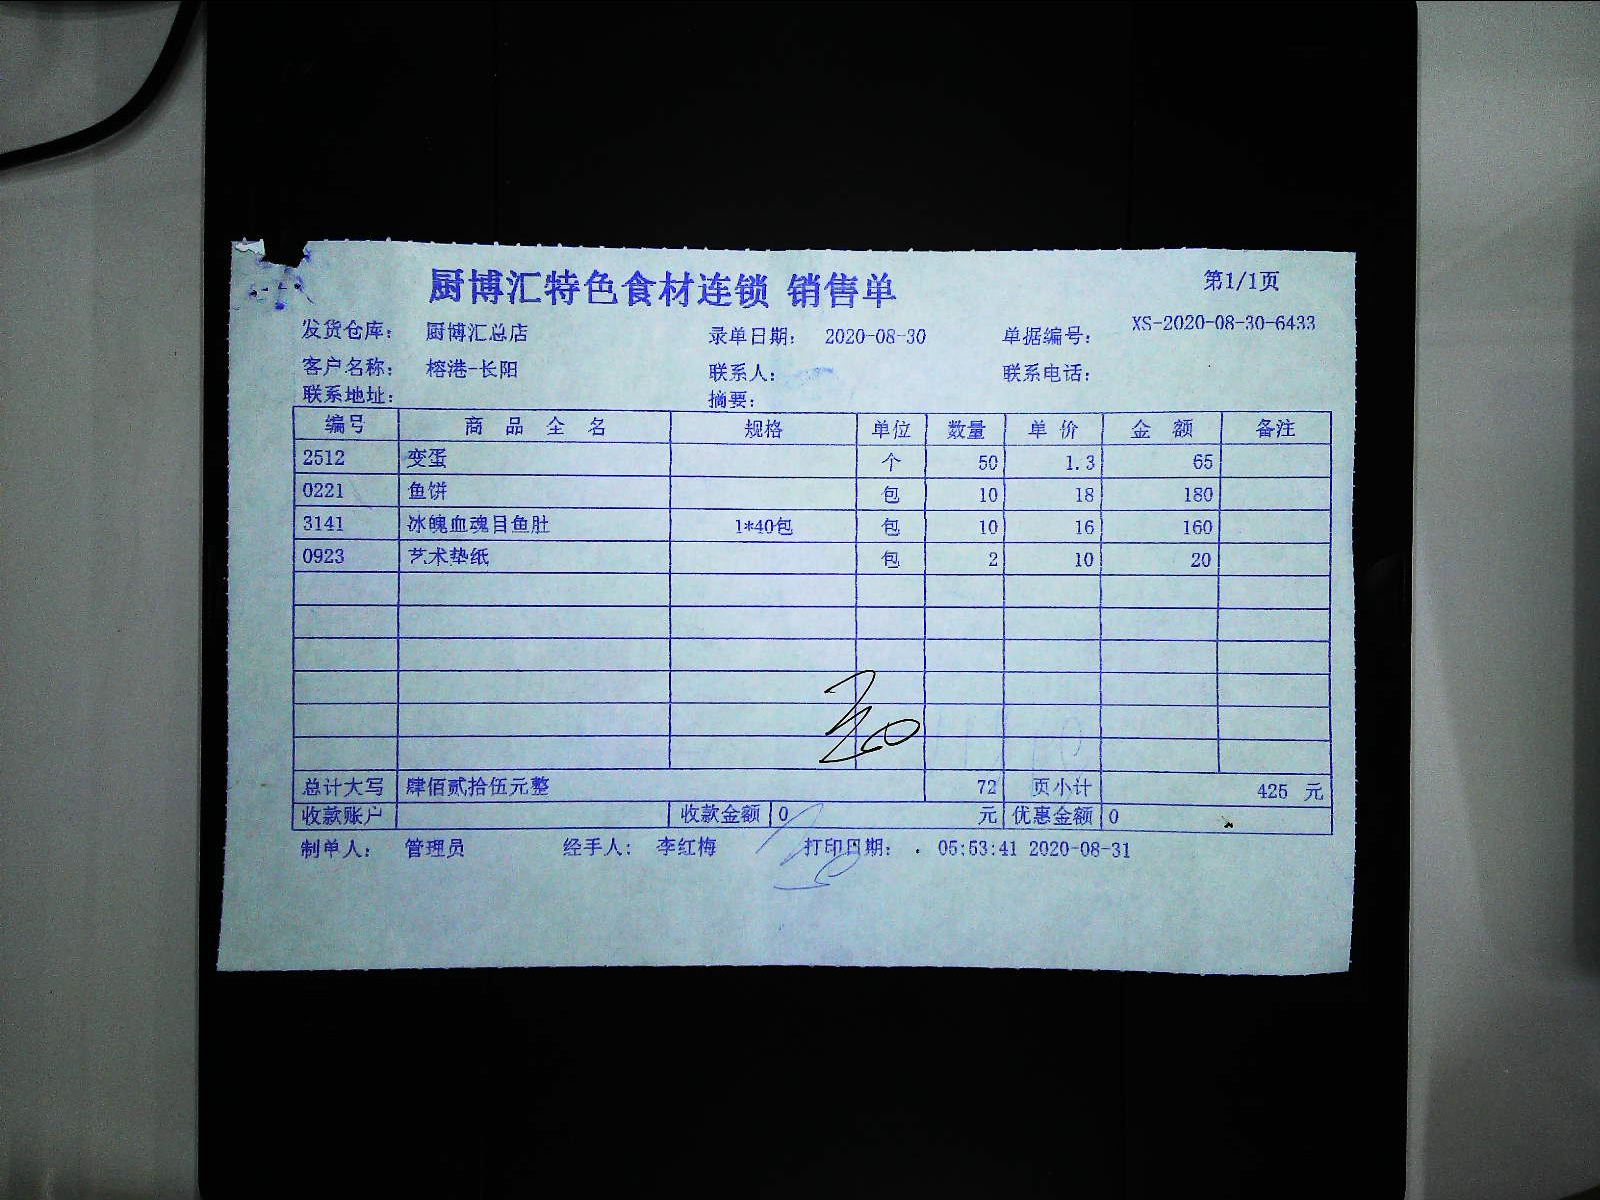 厨博汇特色食材连锁 销售单 第1/1页
发货仓库: 厨博汇总店 录单日期: 2020-08-30 单据编号: XS-2020-08-30-6433
客户名称: 榕港-长阳 联系人: 联系电话:
联系地址: 摘要:
编号 商品全名 规格 单位 数量 单价 金额 备注
2512 变蛋 个 50 1.3 65
0221 鱼饼 包 10 18 180
3141 冰魄血魂目鱼肚 1*40包 包 10 16 160
0923 艺术垫纸 包 2 10 20
总计大写 肆佰贰拾伍元整 72 页小计 425 元
收款账户 收款金额 0 元 优惠金额 0
制单人: 管理员 经手人: 李红梅 打印日期: 05:53:41 2020-08-31